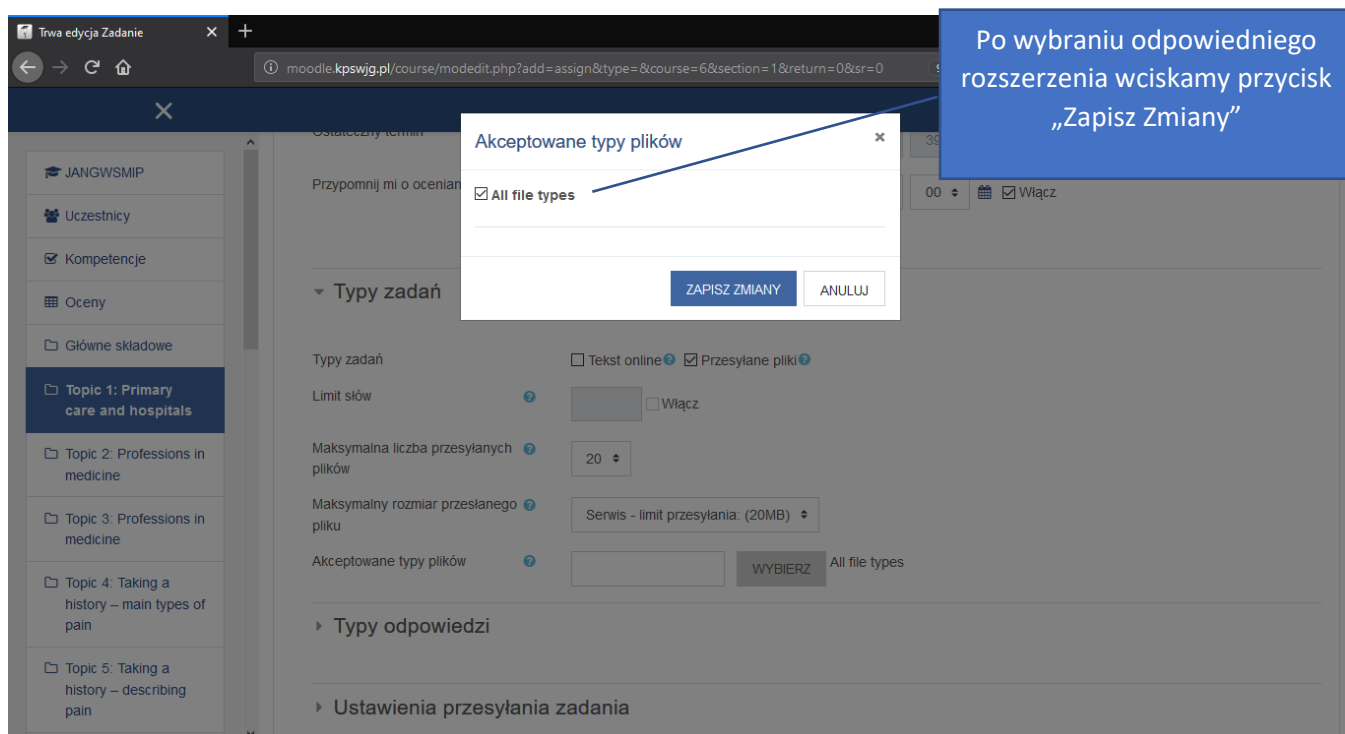 Trwa edycja Zadanie
moodle.kpswjg.pl/course/modedit.php?add=assign&type=&course=6&section=1&return=0&sr=0
Po wybraniu odpowiedniego
rozszerzenia wciskamy przycisk
„Zapisz Zmiany”
Ostateczny termin
Akceptowane typy plików
39
JANGWSMIP
Przypomnij mi o ocenian
All file types
00
Włącz
Uczestnicy
Kompetencje
Oceny
Typy zadań
ZAPISZ ZMIANY
ANULUJ
Główne składowe
Typy zadań
Tekst online
Przesyłane pliki
Topic 1: Primary
care and hospitals
Limit słów
Włącz
Topic 2: Professions in
medicine
Maksymalna liczba przesyłanych
plików
20
Maksymalny rozmiar przesłanego
pliku
Serwis - limit przesyłania: (20MB)
Topic 3: Professions in
medicine
Akceptowane typy plików
WYBIERZ
All file types
Topic 4: Taking a
history – main types of
pain
Typy odpowiedzi
Topic 5: Taking a
history – describing
pain
Ustawienia przesyłania zadania